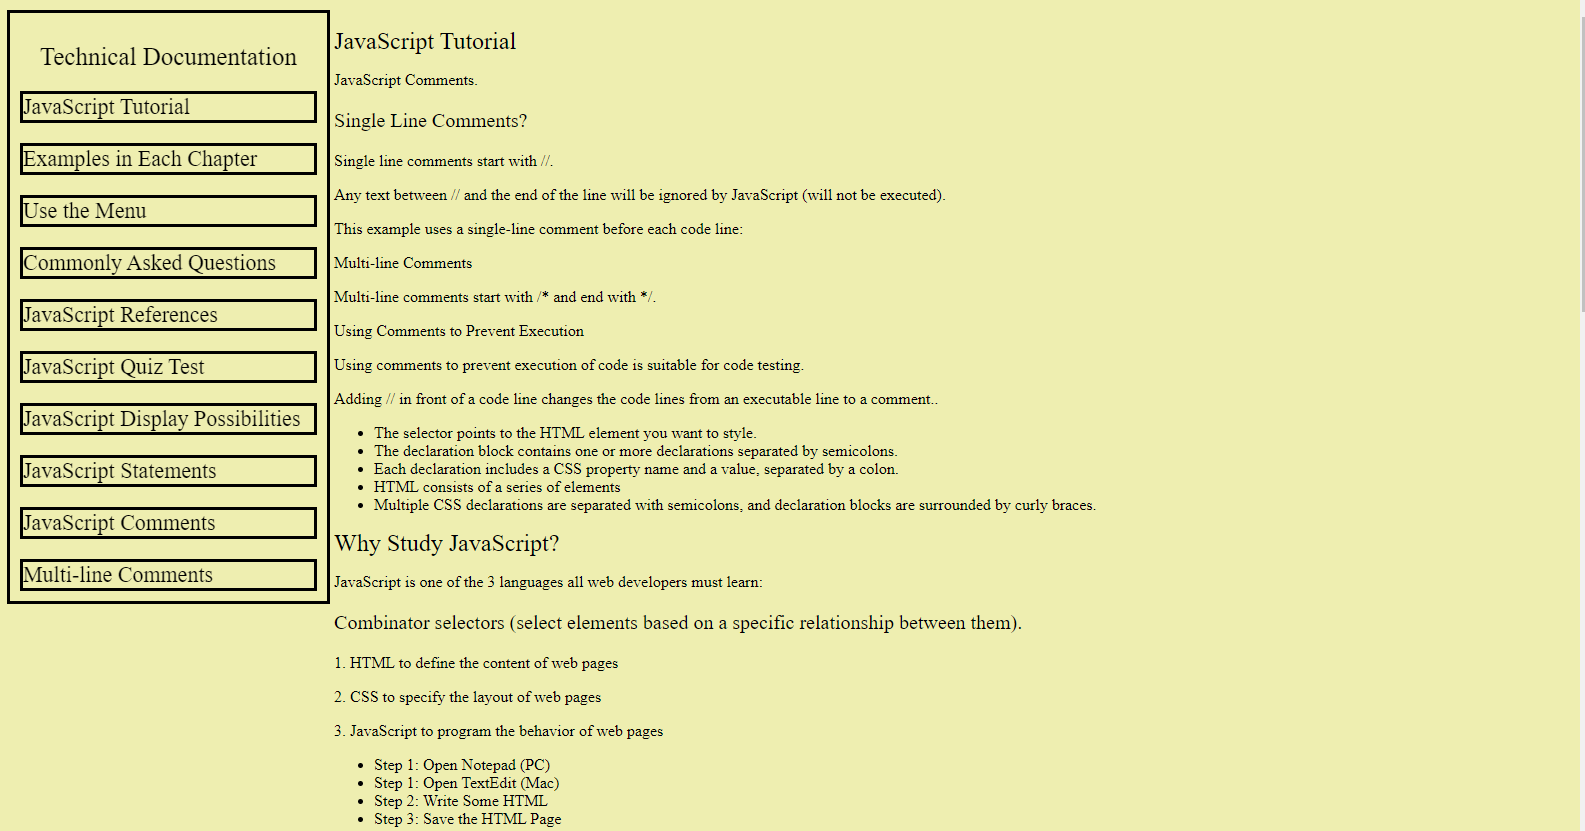 Technical Documentation
JavaScript Tutorial
Examples in Each Chapter
Use the Menu
Commonly Asked Questions
JavaScript References
JavaScript Quiz Test
JavaScript Display Possibilities
JavaScript Statements
JavaScript Comments
Multi-line Comments
JavaScript Tutorial
JavaScript Comments.
Single Line Comments?
Single line comments start with //.
Any text between // and the end of the line will be ignored by JavaScript (will not be executed).
This example uses a single-line comment before each code line:
Multi-line Comments
Multi-line comments start with /* and end with */.
Using Comments to Prevent Execution
Using comments to prevent execution of code is suitable for code testing.
Adding // in front of a code line changes the code lines from an executable line to a comment..
• The selector points to the HTML element you want to style.
• The declaration block contains one or more declarations separated by semicolons.
• Each declaration includes a CSS property name and a value, separated by a colon.
• HTML consists of a series of elements
• Multiple CSS declarations are separated with semicolons, and declaration blocks are surrounded by curly braces.
Why Study JavaScript?
JavaScript is one of the 3 languages all web developers must learn:
Combinator selectors (select elements based on a specific relationship between them).
1. HTML to define the content of web pages
2. CSS to specify the layout of web pages
3. JavaScript to program the behavior of web pages
• Step 1: Open Notepad (PC)
• Step 1: Open TextEdit (Mac)
• Step 2: Write Some HTML
• Step 3: Save the HTML Page